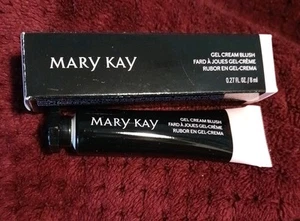 MARY KAY
GEL CREAM BLUSH
FARD À JOUES GEL-CRÈME
RUBOR EN GEL-CREMA
0.27 FL. OZ. / 8 ml
MARY KAY
GEL CREAM BLUSH
FARD À JOUES GEL-CRÈME
RUBOR EN GEL-CREMA